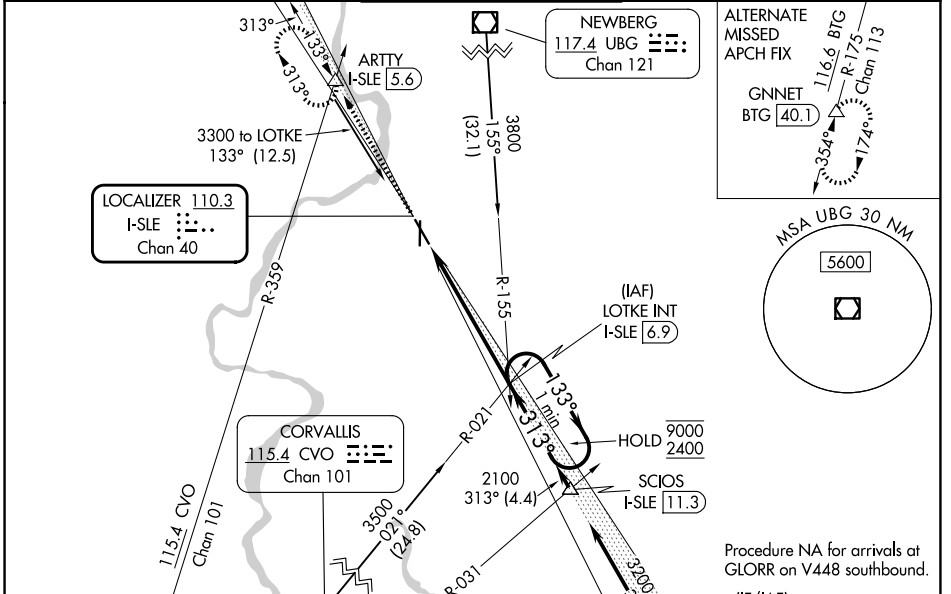 313°
133°
313°
ARTTY
I-SLE 5.6
3300 to LOTKE
133° (12.5)
LOCALIZER 110.3
I-SLE
Chan 40
R-359
115.4 CVO
Chan 101
NEWBERG
117.4 UBG
Chan 121
3800
155°
(32.1)
R-155
(IAF)
LOTKE INT
I-SLE 6.9
133°
1 min
313°
HOLD 9000
2400
SCIOS
I-SLE 11.3
2100
313° (4.4)
R-021
CORVALLIS
115.4 CVO
Chan 101
3500
021°
(24.8)
R-031
3200
ALTERNATE
MISSED
APCH FIX
116.6 BTG
R-175
Chan 113
GNNET
BTG 40.1
354°
174°
MSA UBG 30 NM
5600
Procedure NA for arrivals at
GLORR on V448 southbound.
(IF/IAF)